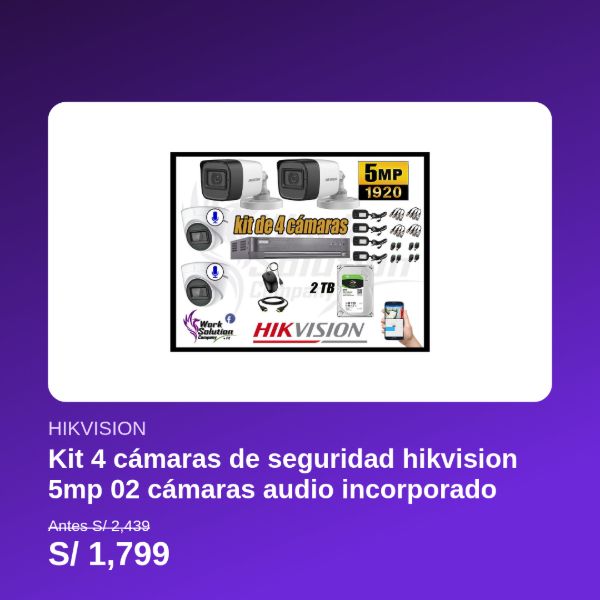 5MP
1920
kit de 4 cámaras
2 TB
Work
Solution
Company
HIKVISION
HIKVISION
Kit 4 cámaras de seguridad hikvision
5mp 02 cámaras audio incorporado
Antes S/ 2,439
S/ 1,799